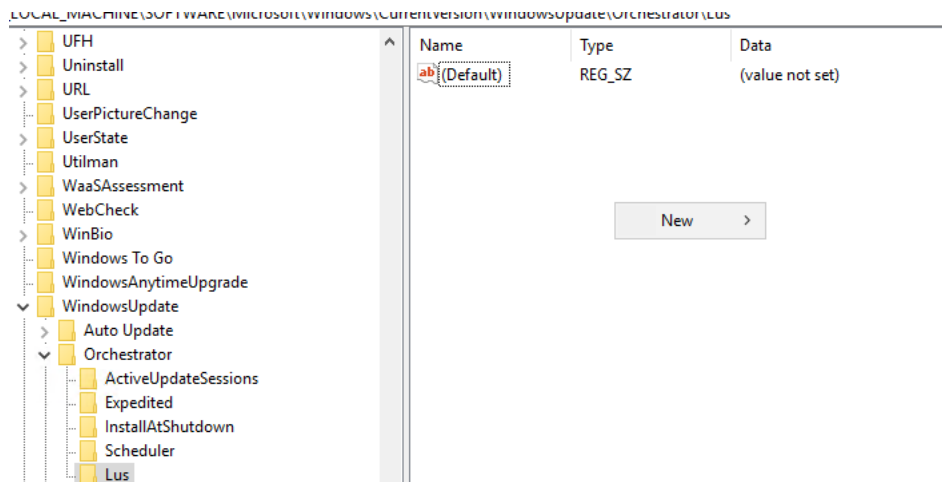 LOCAL_MACHINE\SOFTWARE\Microsoft\Windows\CurrentVersion\WindowsUpdate\Orchestrator\Lus
UFH
Uninstall
URL
UserPictureChange
UserState
Utilman
WaaSAssessment
WebCheck
WinBio
Windows To Go
WindowsAnytimeUpgrade
WindowsUpdate
Auto Update
Orchestrator
ActiveUpdateSessions
Expedited
InstallAtShutdown
Scheduler
Lus
Name Type Data
ab (Default) REG_SZ (value not set)
New